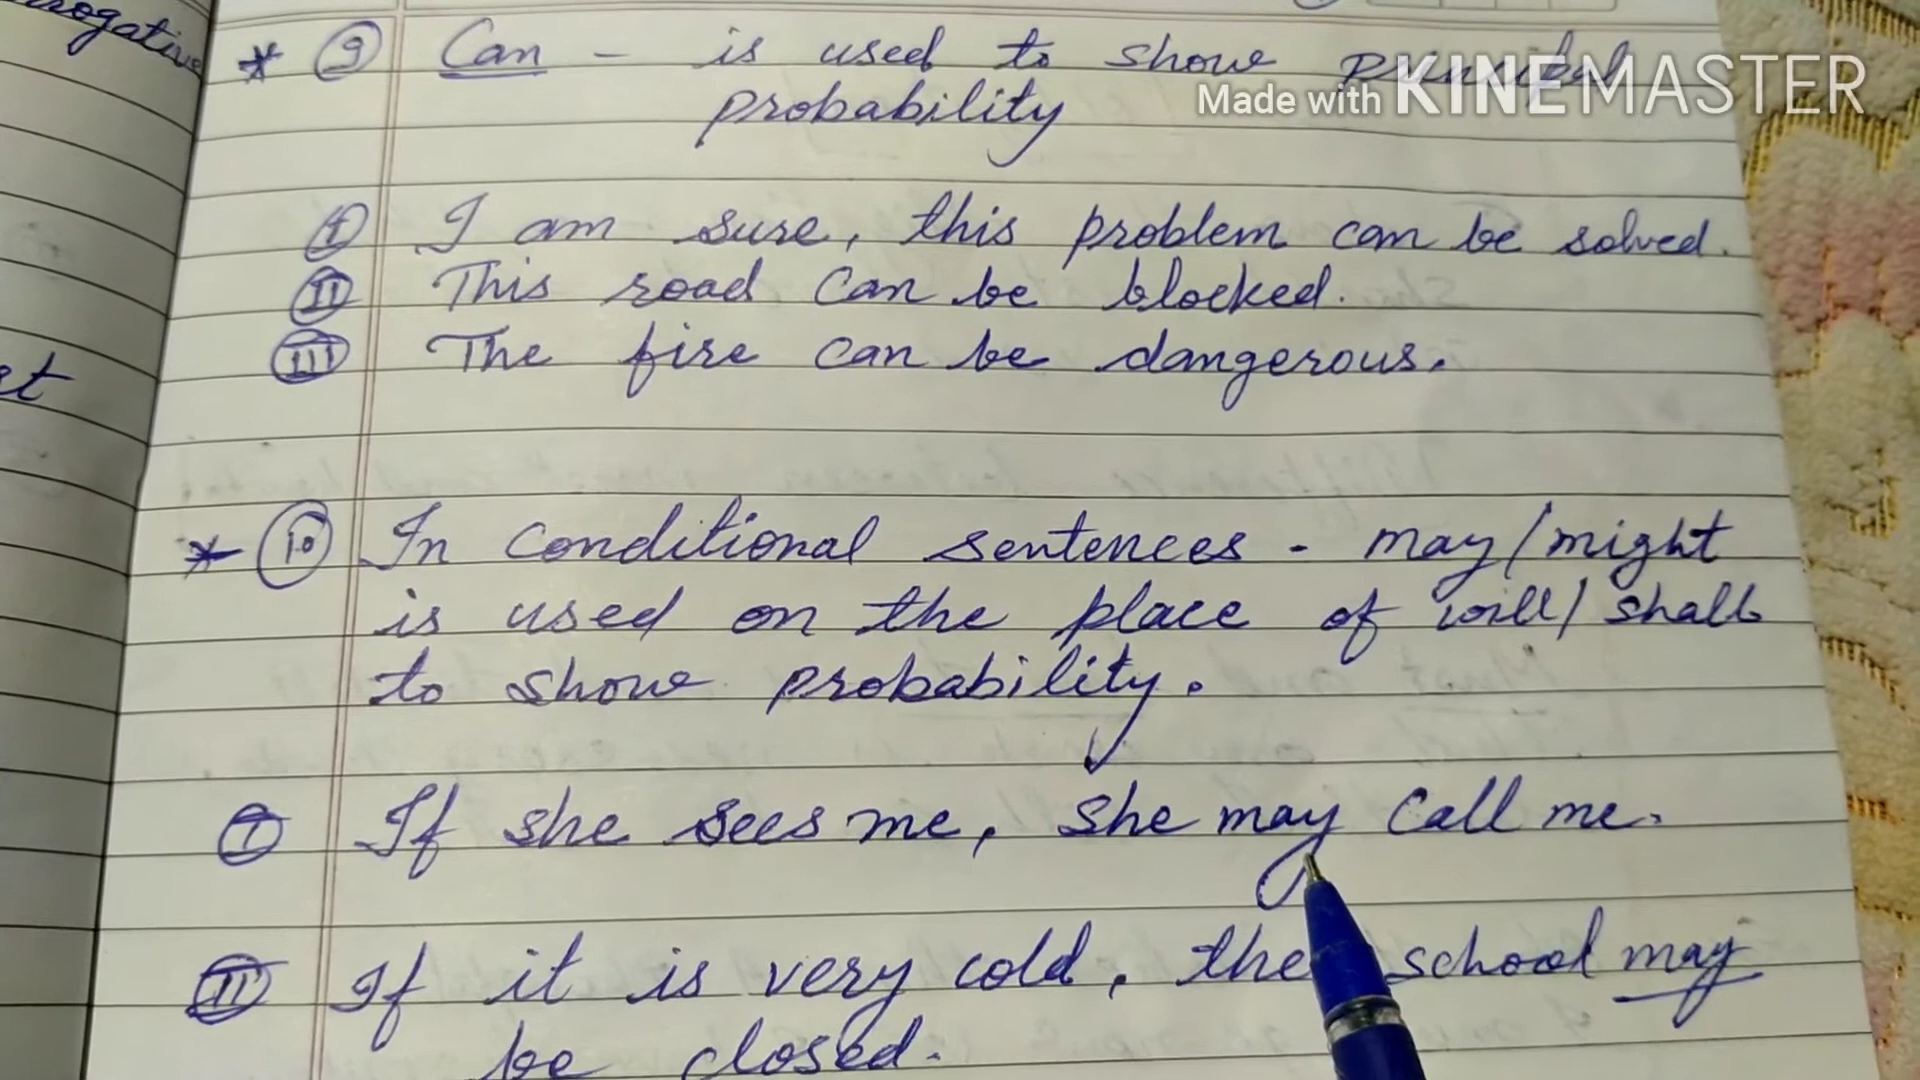 rogative
* 9 Can - is used to show principal
probability
I I am sure, this problem can be solved.
II This road can be blocked.
III The fire can be dangerous.
* 10 In Conditional sentences - may/might
is used on the place of will/shall
to show probability.
I If she sees me, She may call me.
II If it is very cold, the school may
be closed.
Made with KINEMASTER